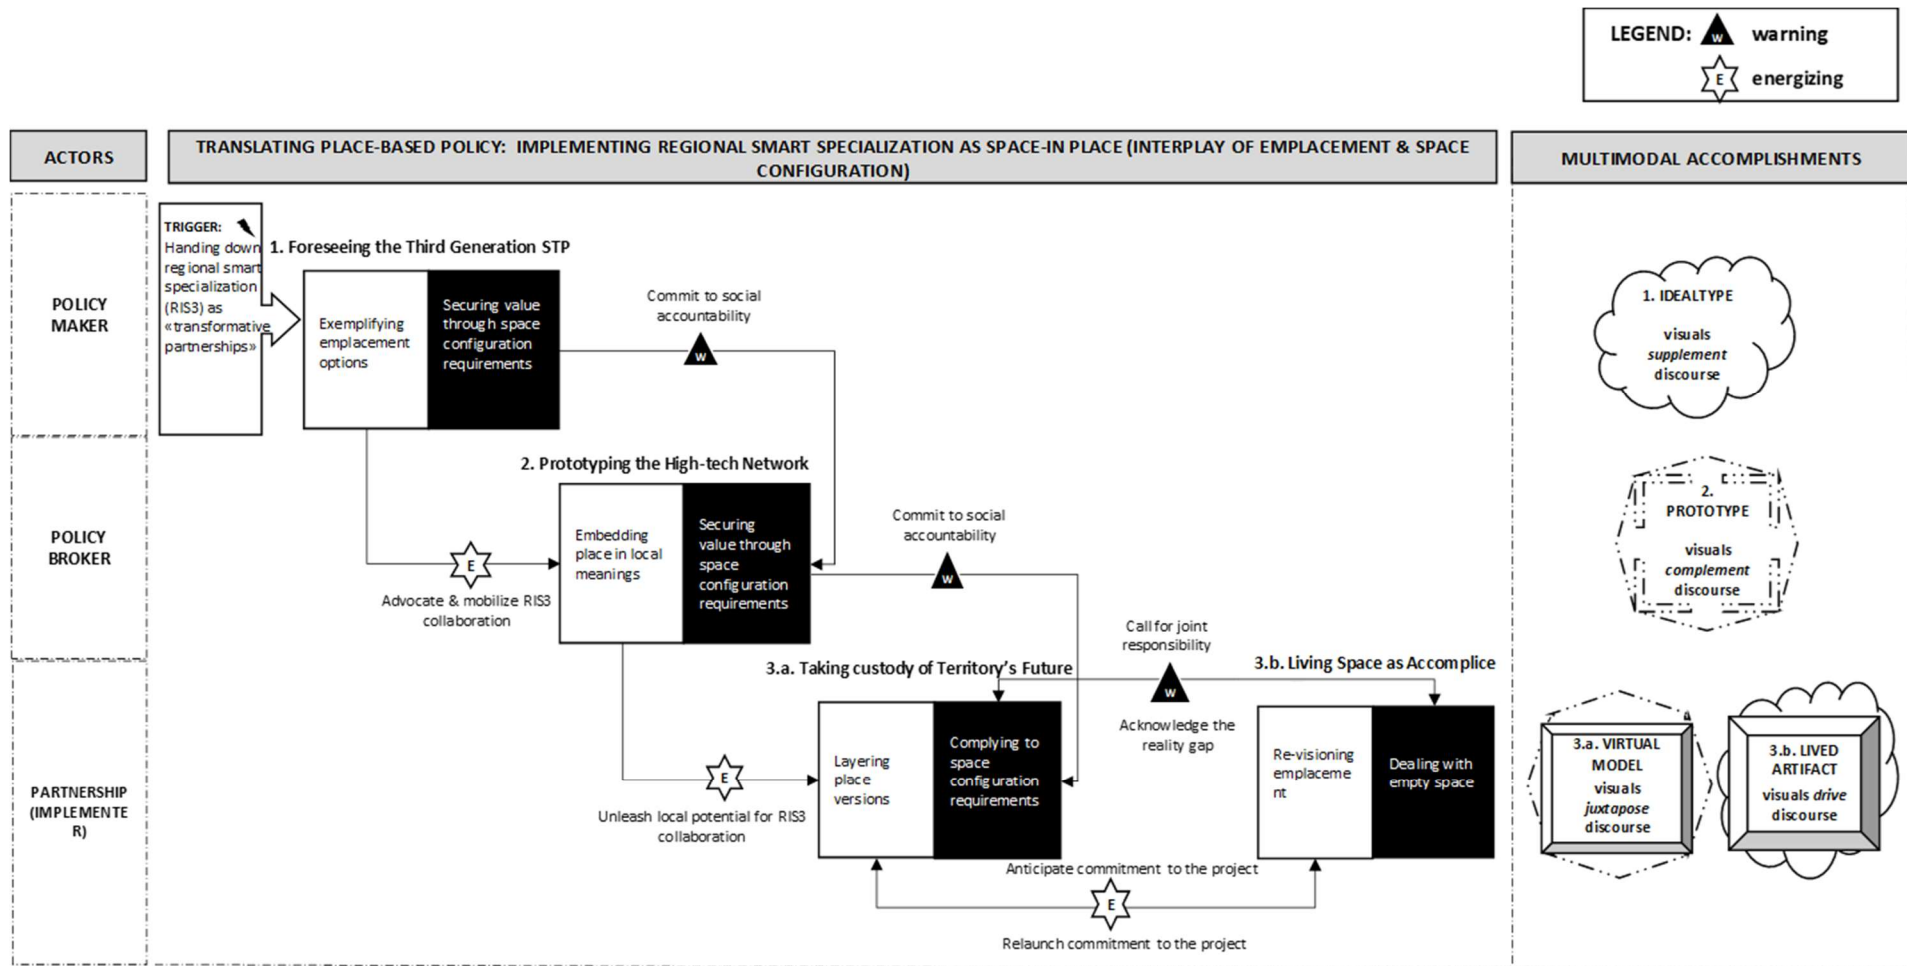 LEGEND: W warning
E energizing
ACTORS
TRANSLATING PLACE-BASED POLICY: IMPLEMENTING REGIONAL SMART SPECIALIZATION AS SPACE-IN PLACE (INTERPLAY OF EMPLACEMENT & SPACE
CONFIGURATION)
MULTIMODAL ACCOMPLISHMENTS
POLICY
MAKER
TRIGGER:
Handing down
regional smart
specialization
(RIS3) as
«transformative
partnerships»
1. Foreseeing the Third Generation STP
Exemplifying
emplacement
options
Securing value
through space
configuration
requirements
Commit to social
accountability
W
1. IDEALTYPE
visuals
supplement
discourse
POLICY
BROKER
2. Prototyping the High-tech Network
E
Advocate & mobilize RIS3
collaboration
Embedding
place in local
meanings
Securing
value through
space
configuration
requirements
Commit to social
accountability
W
2.
PROTOTYPE
visuals
complement
discourse
PARTNERSHIP
(IMPLEMENTE
R)
3.a. Taking custody of Territory's Future
E
Unleash local potential for RIS3
collaboration
Layering
place
versions
Complying to
space
configuration
requirements
Call for joint
responsibility
W
Acknowledge the
reality gap
3.b. Living Space as Accomplice
Re-visioning
emplaceme
nt
Dealing with
empty space
Anticipate commitment to the project
E
Relaunch commitment to the project
3.a. VIRTUAL
MODEL
visuals
juxtapose
discourse
3.b. LIVED
ARTIFACT
visuals drive
discourse